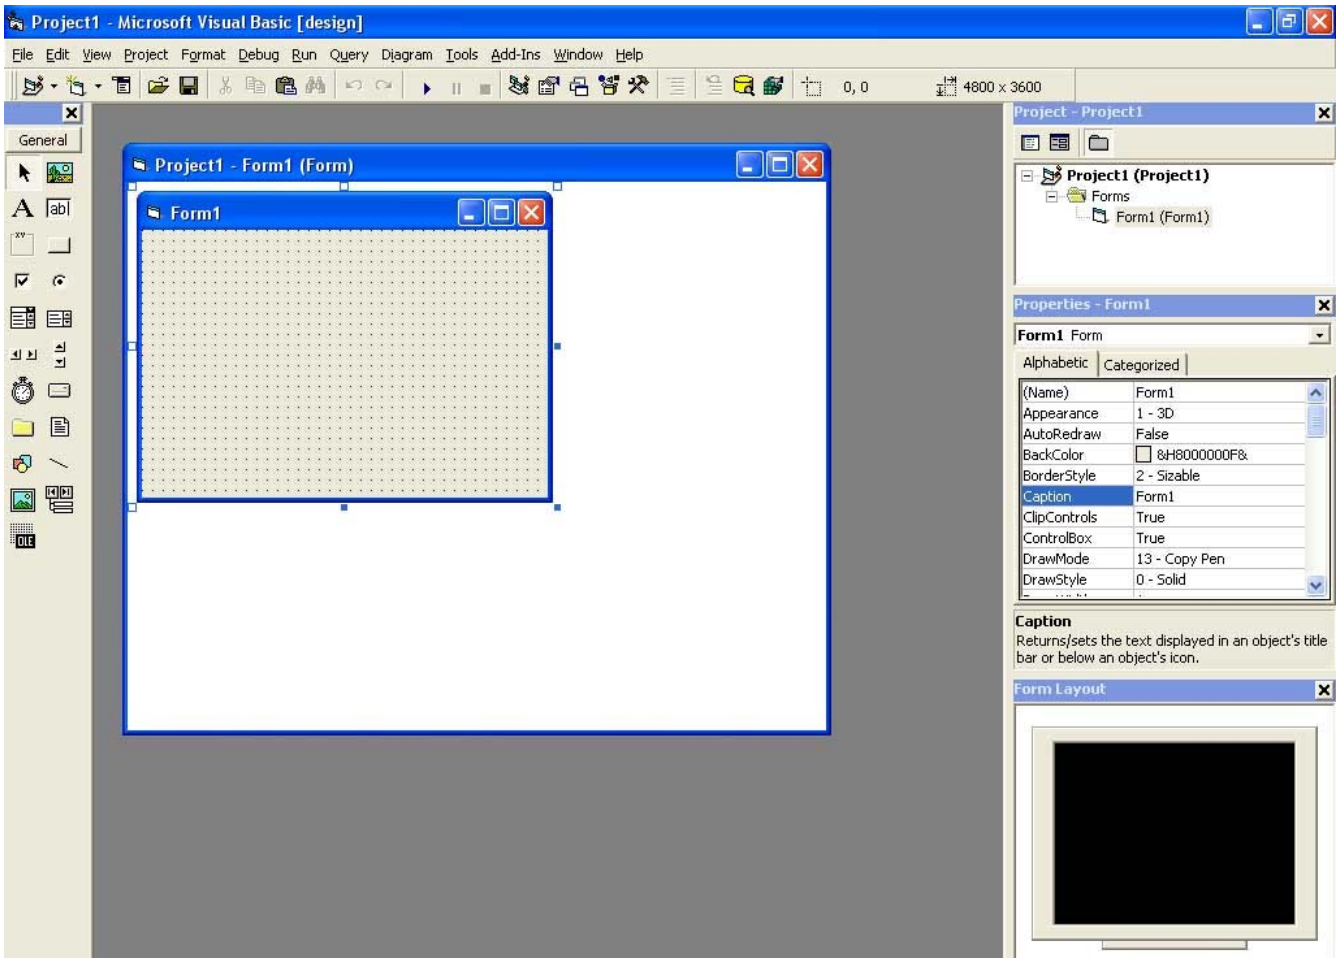 Project1 - Microsoft Visual Basic [design]
File Edit View Project Format Debug Run Query Diagram Tools Add-Ins Window Help
0, 0 4800 x 3600
General
A ab|
xy
OLE
Project1 - Form1 (Form)
Form1
Project - Project1
Project1 (Project1)
Forms
Form1 (Form1)
Properties - Form1
Form1 Form
Alphabetic Categorized
(Name) Form1
Appearance 1 - 3D
AutoRedraw False
BackColor &H8000000F&
BorderStyle 2 - Sizable
Caption Form1
ClipControls True
ControlBox True
DrawMode 13 - Copy Pen
DrawStyle 0 - Solid
Caption
Returns/sets the text displayed in an object's title
bar or below an object's icon.
Form Layout